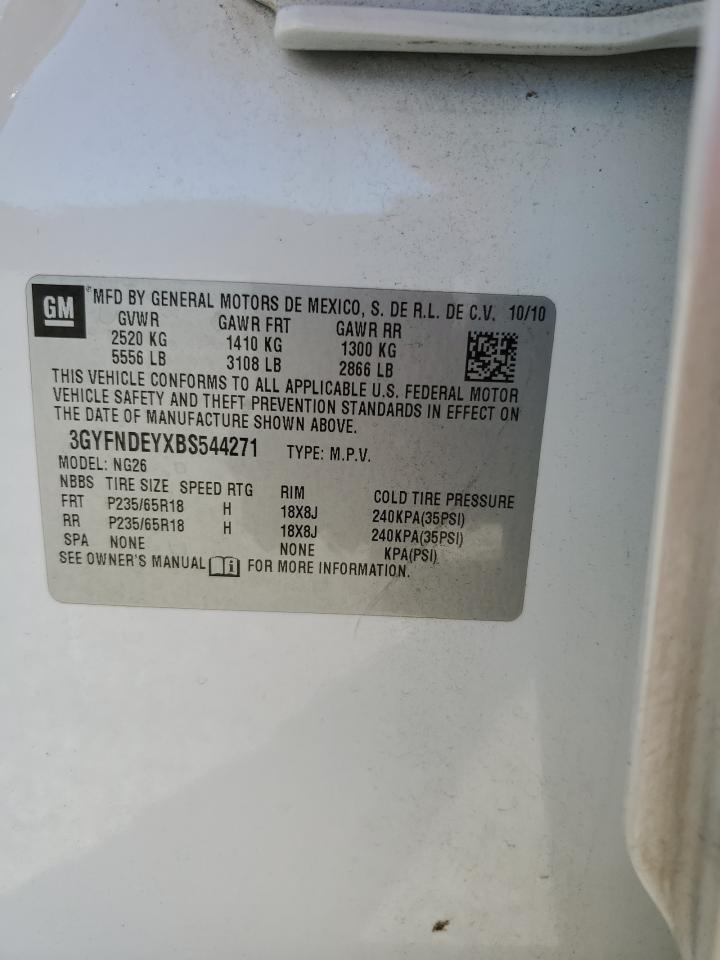 GM ® MFD BY GENERAL MOTORS DE MEXICO, S. DE R.L. DE C.V. 10/10
GVWR GAWR FRT GAWR RR
2520 KG 1410 KG 1300 KG
5556 LB 3108 LB 2866 LB
THIS VEHICLE CONFORMS TO ALL APPLICABLE U.S. FEDERAL MOTOR
VEHICLE SAFETY AND THEFT PREVENTION STANDARDS IN EFFECT ON
THE DATE OF MANUFACTURE SHOWN ABOVE.
3GYFNDEYXBS544271 TYPE: M.P.V.
MODEL: NG26
NBBS TIRE SIZE SPEED RTG RIM COLD TIRE PRESSURE
FRT P235/65R18 H 18X8J 240KPA(35PSI)
RR P235/65R18 H 18X8J 240KPA(35PSI)
SPA NONE NONE KPA(PSI)
SEE OWNER'S MANUAL i FOR MORE INFORMATION.